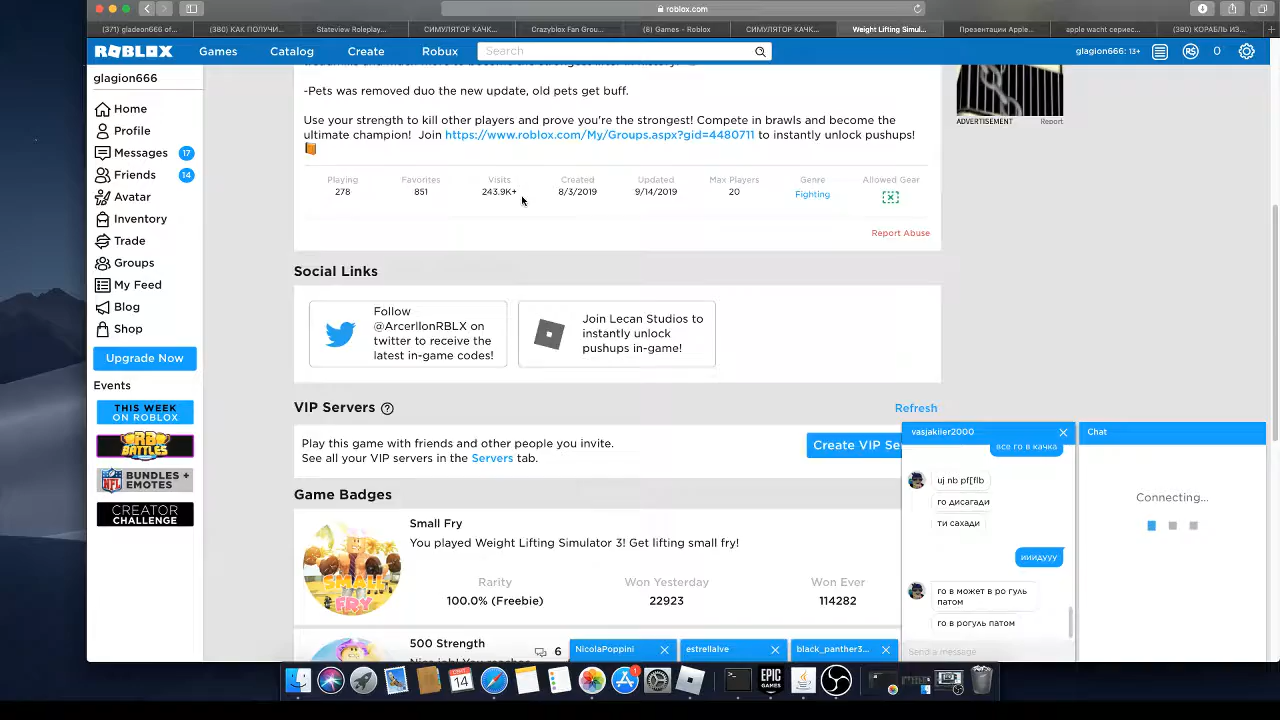 roblox.com
(371) gladeon666 of...
(380) КАК ПОЛУЧИ...
Stateview Roleplay...
СИМУЛЯТОР КАЧК...
Crazyblox Fan Grou...
(8) Games - Roblox
СИМУЛЯТОР КАЧК...
Weight Lifting Simul...
Презентации Apple...
apple wacht сериес...
(380) КОРАБЛЬ ИЗ...
ROBLOX
Games
Catalog
Create
Robux
Search
glagion666: 13+
0
glagion666
Home
Profile
Messages
17
Friends
14
Avatar
Inventory
Trade
Groups
My Feed
Blog
Shop
Upgrade Now
Events
THIS WEEK
ON ROBLOX
RB
BATTLES
NFL
BUNDLES +
EMOTES
CREATOR
CHALLENGE
-Pets was removed duo the new update, old pets get buff.
Use your strength to kill other players and prove you're the strongest! Compete in brawls and become the
ultimate champion! Join https://www.roblox.com/My/Groups.aspx?gid=4480711 to instantly unlock pushups!
ADVERTISEMENT
Report
Playing
278
Favorites
851
Visits
243.9K+
Created
8/3/2019
Updated
9/14/2019
Max Players
20
Genre
Fighting
Allowed Gear
Report Abuse
Social Links
Follow
@ArcerIIonRBLX on
twitter to receive the
latest in-game codes!
Join Lecan Studios to
instantly unlock
pushups in-game!
VIP Servers
Refresh
Play this game with friends and other people you invite.
See all your VIP servers in the Servers tab.
Create VIP Se
Game Badges
SMALL
FRY
Small Fry
You played Weight Lifting Simulator 3! Get lifting small fry!
Rarity
100.0% (Freebie)
Won Yesterday
22923
Won Ever
114282
500 Strength
6
NicolaPoppini
estrellalve
black_panther3...
vasjakiler2000
все го в качка
uj nb pf[flb
го дисагади
ти сахади
ииидууу
го в может в ро гуль
патом
го в рогуль патом
Send a message
Chat
Connecting...
SEP
14
1
EPIC
GAMES